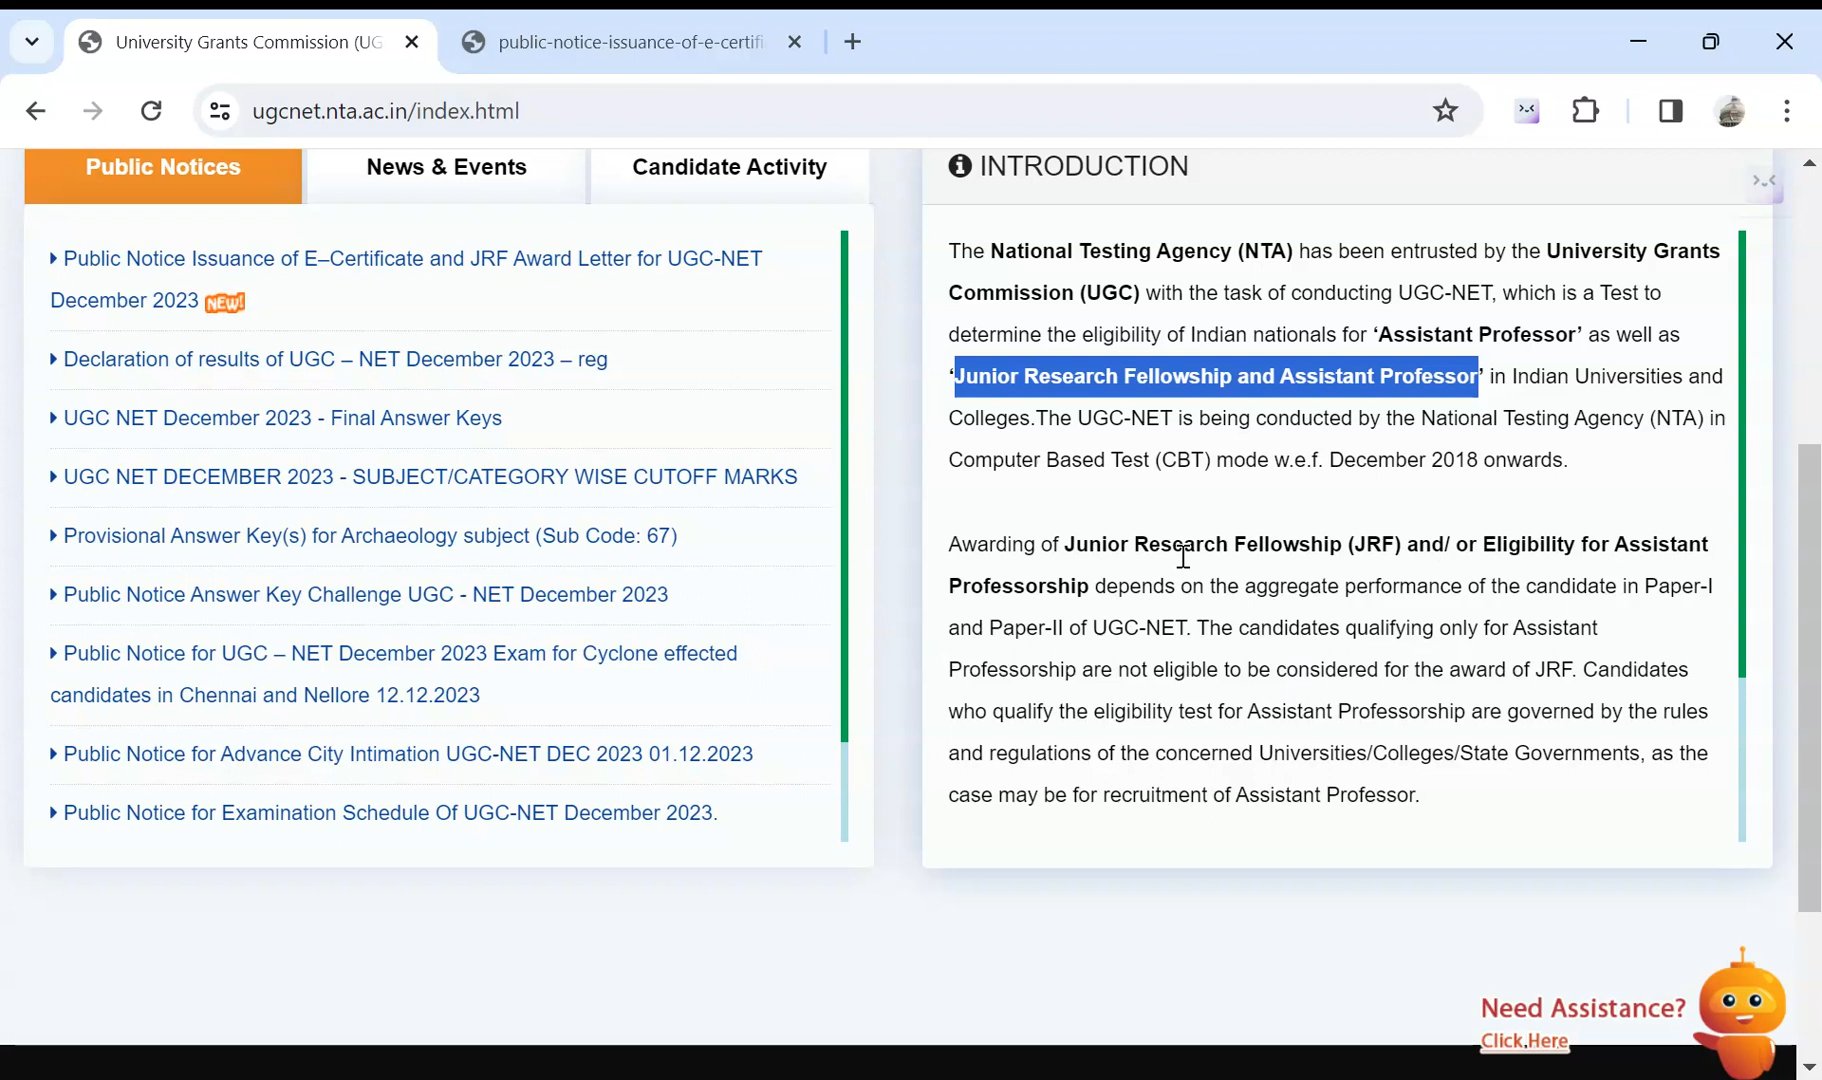 University Grants Commission (UG
public-notice-issuance-of-e-certifi
ugcnet.nta.ac.in/index.html
Public Notices
News & Events
Candidate Activity
Public Notice Issuance of E–Certificate and JRF Award Letter for UGC-NET
December 2023 NEW!
Declaration of results of UGC – NET December 2023 – reg
UGC NET December 2023 - Final Answer Keys
UGC NET DECEMBER 2023 - SUBJECT/CATEGORY WISE CUTOFF MARKS
Provisional Answer Key(s) for Archaeology subject (Sub Code: 67)
Public Notice Answer Key Challenge UGC - NET December 2023
Public Notice for UGC – NET December 2023 Exam for Cyclone effected
candidates in Chennai and Nellore 12.12.2023
Public Notice for Advance City Intimation UGC-NET DEC 2023 01.12.2023
Public Notice for Examination Schedule Of UGC-NET December 2023.
INTRODUCTION
The National Testing Agency (NTA) has been entrusted by the University Grants
Commission (UGC) with the task of conducting UGC-NET, which is a Test to
determine the eligibility of Indian nationals for ‘Assistant Professor’ as well as
‘Junior Research Fellowship and Assistant Professor’ in Indian Universities and
Colleges.The UGC-NET is being conducted by the National Testing Agency (NTA) in
Computer Based Test (CBT) mode w.e.f. December 2018 onwards.
Awarding of Junior Research Fellowship (JRF) and/ or Eligibility for Assistant
Professorship depends on the aggregate performance of the candidate in Paper-I
and Paper-II of UGC-NET. The candidates qualifying only for Assistant
Professorship are not eligible to be considered for the award of JRF. Candidates
who qualify the eligibility test for Assistant Professorship are governed by the rules
and regulations of the concerned Universities/Colleges/State Governments, as the
case may be for recruitment of Assistant Professor.
Need Assistance?
Click Here